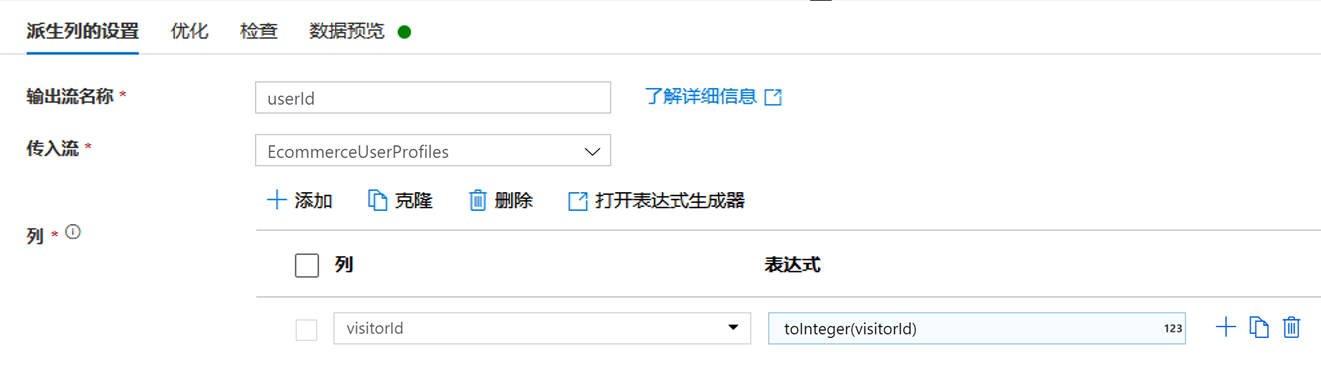 派生列的设置 优化 检查 数据预览
输出流名称 * userId 了解详细信息
传入流 * EcommerceUserProfiles
添加 克隆 删除 打开表达式生成器
列 *
列 表达式
visitorId toInteger(visitorId) 123